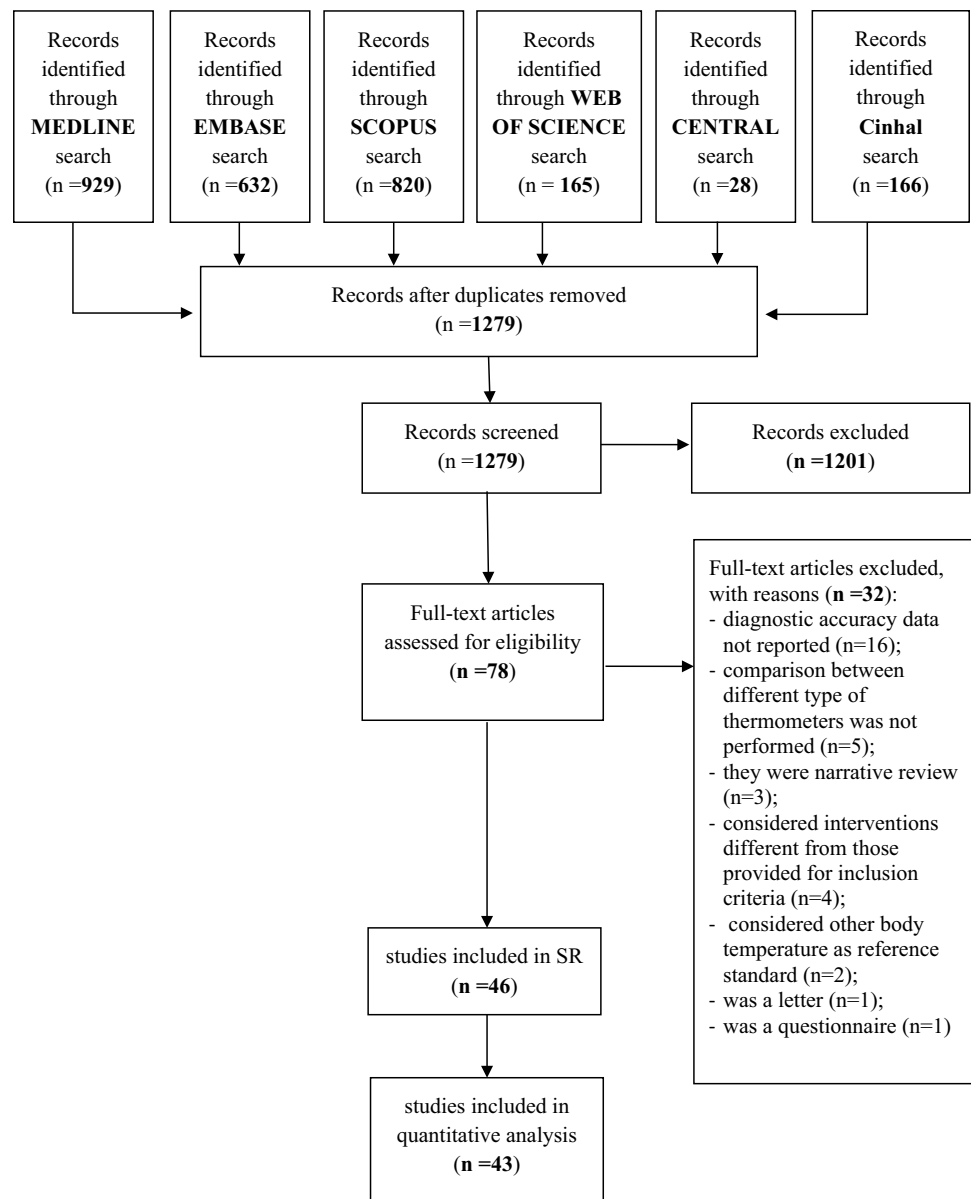 Records
identified
through
MEDLINE
search
(n =929)
Records
identified
through
EMBASE
search
(n =632)
Records
identified
through
SCOPUS
search
(n =820)
Records
identified
through WEB
OF SCIENCE
search
(n = 165)
Records
identified
through
CENTRAL
search
(n =28)
Records
identified
through
Cinhal
search
(n =166)
Records after duplicates removed
(n =1279)
Records screened
(n =1279)
Records excluded
(n =1201)
Full-text articles
assessed for eligibility
(n =78)
Full-text articles excluded,
with reasons (n =32):
- diagnostic accuracy data
not reported (n=16);
- comparison between
different type of
thermometers was not
performed (n=5);
- they were narrative review
(n=3);
- considered interventions
different from those
provided for inclusion
criteria (n=4);
- considered other body
temperature as reference
standard (n=2);
- was a letter (n=1);
- was a questionnaire (n=1)
studies included in SR
(n =46)
studies included in
quantitative analysis
(n =43)